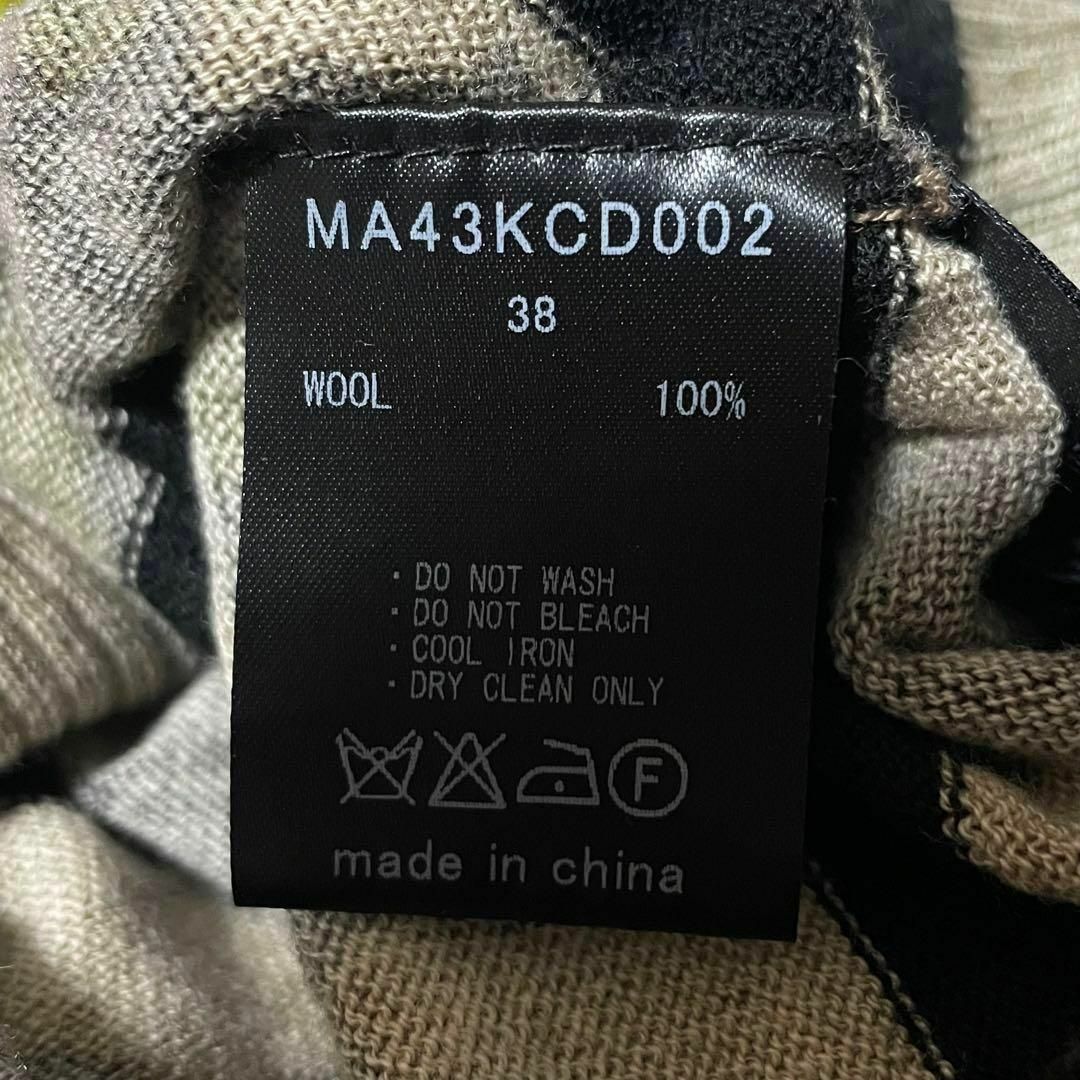 MA43KCD002
38
WOOL 100%
・DO NOT WASH
・DO NOT BLEACH
・COOL IRON
・DRY CLEAN ONLY
F
made in china